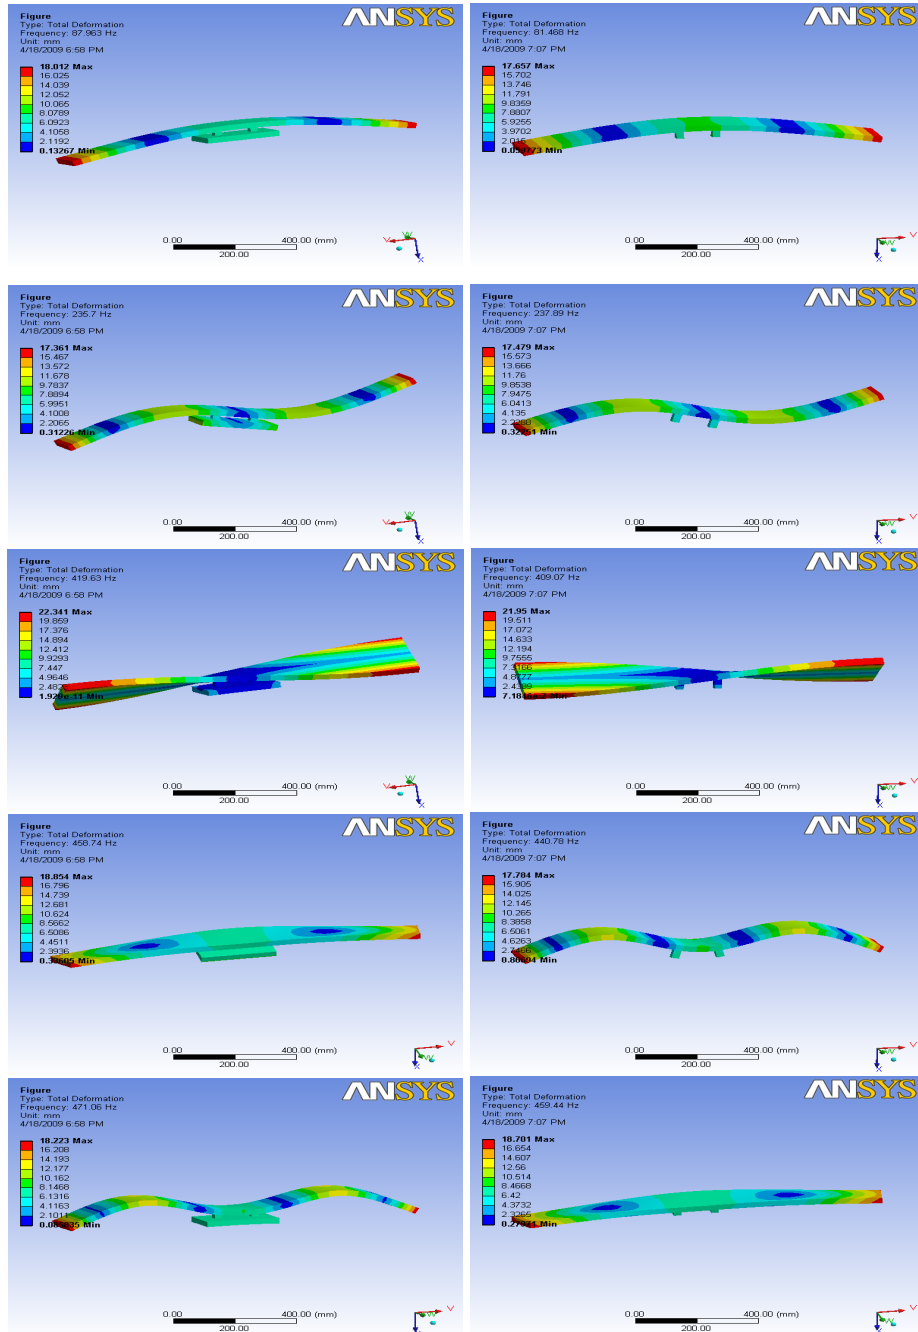 Figure
Type: Total Deformation
Frequency: 87.963 Hz
Unit: mm
4/18/2009 6:58 PM
ANSYS
18.012 Max
16.025
14.039
12.052
10.065
8.0789
6.0923
4.1058
2.1192
0.13267 Min
0.00
400.00 (mm)
200.00
Y
W
X
Figure
Type: Total Deformation
Frequency: 81.468 Hz
Unit: mm
4/18/2009 7:07 PM
ANSYS
17.657 Max
15.702
13.746
11.791
9.8359
7.8807
5.9255
3.9702
Min
0.00
400.00 (mm)
200.00
Y
W
X
Figure
Type: Total Deformation
Frequency: 235.7 Hz
Unit: mm
4/18/2009 6:58 PM
ANSYS
17.361 Max
15.467
13.572
11.678
9.7837
7.8894
5.9951
4.1008
2.2065
0.31226 Min
0.00
400.00 (mm)
200.00
Y
W
X
Figure
Type: Total Deformation
Frequency: 237.89 Hz
Unit: mm
4/18/2009 7:07 PM
ANSYS
17.479 Max
15.573
13.666
11.76
9.8538
7.9475
6.0413
4.135
Min
0.00
400.00 (mm)
200.00
Y
W
X
Figure
Type: Total Deformation
Frequency: 419.63 Hz
Unit: mm
4/18/2009 6:58 PM
ANSYS
22.341 Max
19.859
17.376
14.894
12.412
9.9293
7.447
4.9646
Min
0.00
400.00 (mm)
200.00
Y
W
X
Figure
Type: Total Deformation
Frequency: 409.07 Hz
Unit: mm
4/18/2009 7:07 PM
ANSYS
21.95 Max
19.511
17.072
14.633
12.194
9.7555
Min
0.00
400.00 (mm)
200.00
Y
W
X
Figure
Type: Total Deformation
Frequency: 458.74 Hz
Unit: mm
4/18/2009 6:58 PM
ANSYS
18.854 Max
16.796
14.739
12.681
10.624
8.5662
6.5086
4.4511
2.3936
Min
0.00
400.00 (mm)
200.00
Y
W
X
Figure
Type: Total Deformation
Frequency: 440.78 Hz
Unit: mm
4/18/2009 7:07 PM
ANSYS
17.784 Max
15.905
14.025
12.145
10.265
8.3858
6.5061
4.6263
Min
0.00
400.00 (mm)
200.00
Y
W
X
Figure
Type: Total Deformation
Frequency: 471.06 Hz
Unit: mm
4/18/2009 6:58 PM
ANSYS
18.223 Max
16.208
14.193
12.177
10.162
8.1468
6.1316
4.1163
2.1011
Min
0.00
400.00 (mm)
200.00
Y
W
Figure
Type: Total Deformation
Frequency: 459.44 Hz
Unit: mm
4/18/2009 7:07 PM
ANSYS
18.701 Max
16.654
14.607
12.56
10.514
8.4668
6.42
4.3732
2.3265
Min
0.00
400.00 (mm)
200.00
Y
W